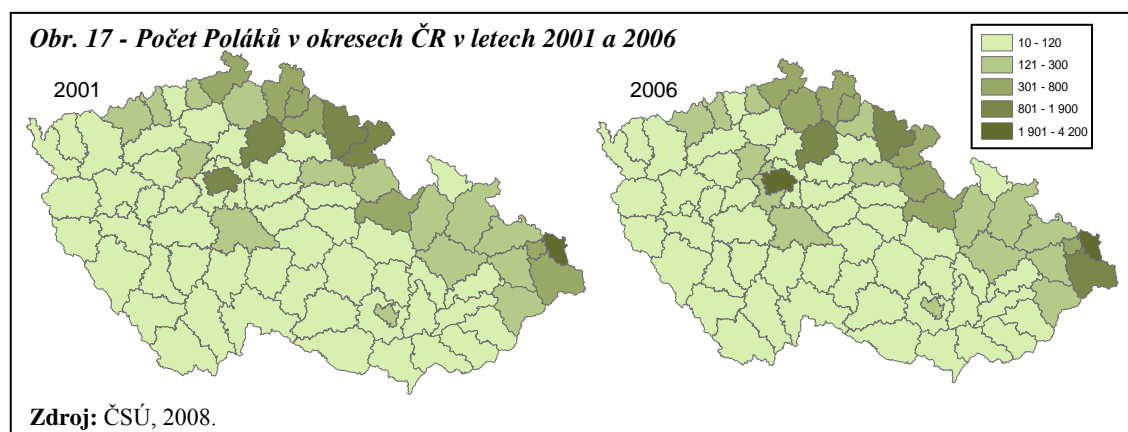 Obr. 17 - Počet Poláků v okresech ČR v letech 2001 a 2006
2001
2006
10 - 120
121 - 300
301 - 800
801 - 1 900
1 901 - 4 200
Zdroj: ČSÚ, 2008.